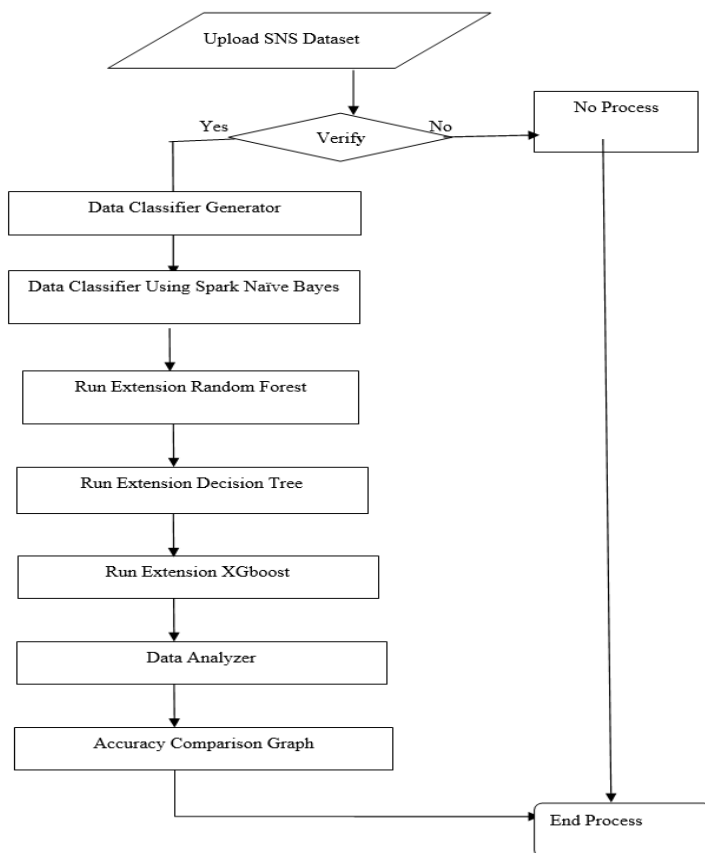 Upload SNS Dataset
No Process
Yes
No
Verify
Data Classifier Generator
Data Classifier Using Spark Naïve Bayes
Run Extension Random Forest
Run Extension Decision Tree
Run Extension XGboost
Data Analyzer
Accuracy Comparison Graph
End Process